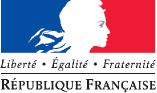 Liberté • Égalité • Fraternité
RÉPUBLIQUE FRANÇAISE